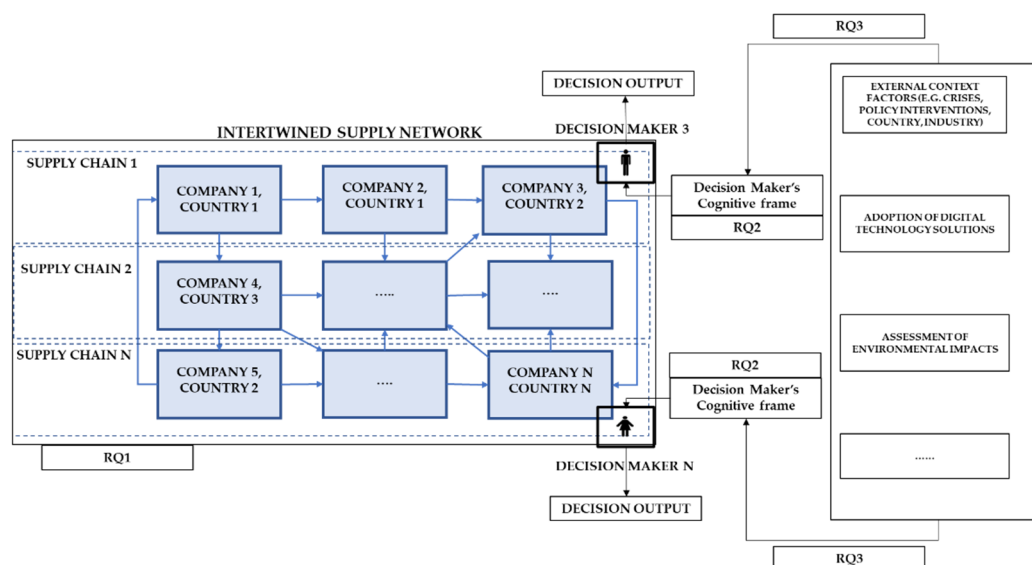 RQ3
DECISION OUTPUT
EXTERNAL CONTEXT
FACTORS (E.G. CRISES,
POLICY INTERVENTIONS,
COUNTRY, INDUSTRY)
INTERTWINED SUPPLY NETWORK
DECISION MAKER 3
SUPPLY CHAIN 1
COMPANY 1,
COUNTRY 1
COMPANY 2,
COUNTRY 1
COMPANY 3,
COUNTRY 2
Decision Maker's
Cognitive frame
RQ2
ADOPTION OF DIGITAL
TECHNOLOGY SOLUTIONS
SUPPLY CHAIN 2
COMPANY 4,
COUNTRY 3
.....
....
SUPPLY CHAIN N
COMPANY 5,
COUNTRY 2
....
COMPANY N
COUNTRY N
ASSESSMENT OF
ENVIRONMENTAL IMPACTS
RQ2
Decision Maker's
Cognitive frame
RQ1
DECISION MAKER N
......
DECISION OUTPUT
RQ3